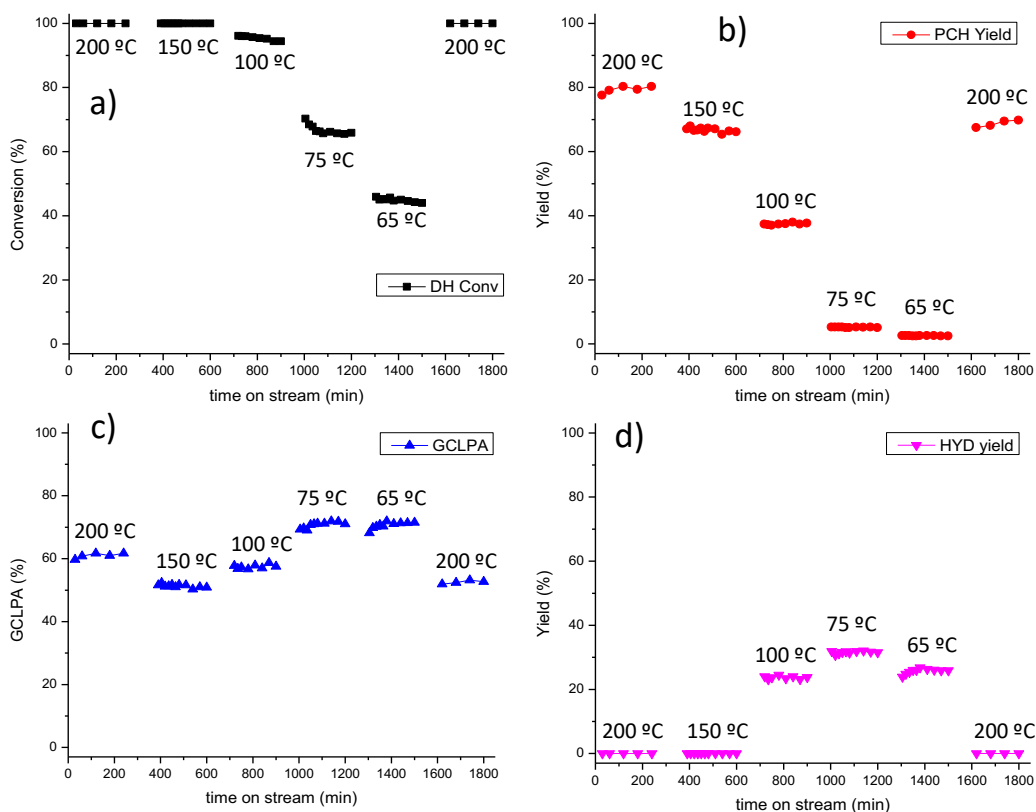 a)
100
80
60
40
20
0
Conversion (%)
0 200 400 600 800 1000 1200 1400 1600 1800
time on stream (min)
200 ºC
150 ºC
100 ºC
75 ºC
65 ºC
200 ºC
DH Conv
b)
100
80
60
40
20
0
Yield (%)
0 200 400 600 800 1000 1200 1400 1600 1800
time on stream (min)
PCH Yield
200 ºC
150 ºC
100 ºC
75 ºC
65 ºC
200 ºC
c)
100
80
60
40
20
0
GCLPA (%)
0 200 400 600 800 1000 1200 1400 1600 1800
time on stream (min)
GCLPA
200 ºC
150 ºC
100 ºC
75 ºC
65 ºC
200 ºC
d)
100
80
60
40
20
0
Yield (%)
0 200 400 600 800 1000 1200 1400 1600 1800
time on stream (min)
HYD yield
200 ºC
150 ºC
100 ºC
75 ºC
65 ºC
200 ºC